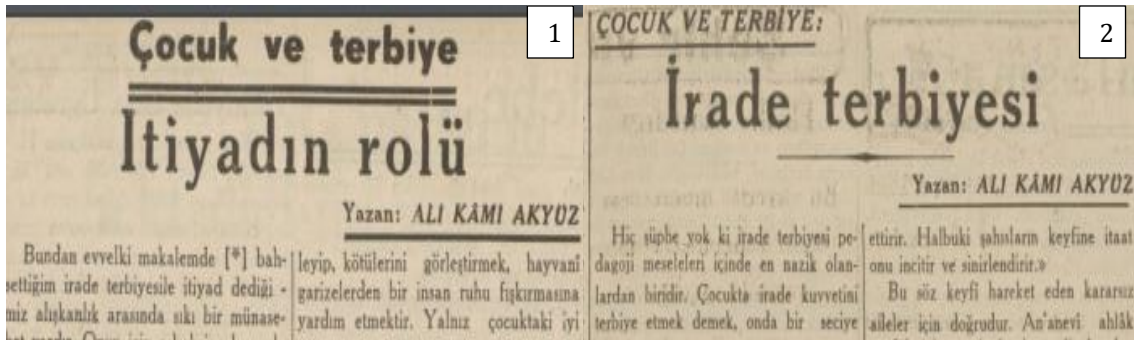 Çocuk ve terbiye
1
İtiyadın rolü
Yazan: ALI KÂMI AKYÜZ
Bundan evvelki makalemde [*] bah-
settiğim irade terbiyesile itiyad dediği -
miz alışkanlık arasında sıkı bir münase-
leyip, kötülerini görleştirmek, hayvanî
garizelerden bir insan ruhu fışkırmasına
yardım etmektir. Yalnız çocuktaki iyi
ÇOCUK VE TERBİYE:
2
İrade terbiyesi
Yazan: ALI KÂMI AKYÜZ
Hiç şüphe yok ki irade terbiyesi pe-
dagoji meseleleri içinde en nazik olan-
lardan biridir. Çocukta irade kuvvetini
terbiye etmek demek, onda bir seciye
ettirir. Halbuki şahısların keyfine itaat
onu incitir ve sinirlendirir.»
Bu söz keyfî hareket eden kararsız
aileler için doğrudur. An'anevî ahlâk